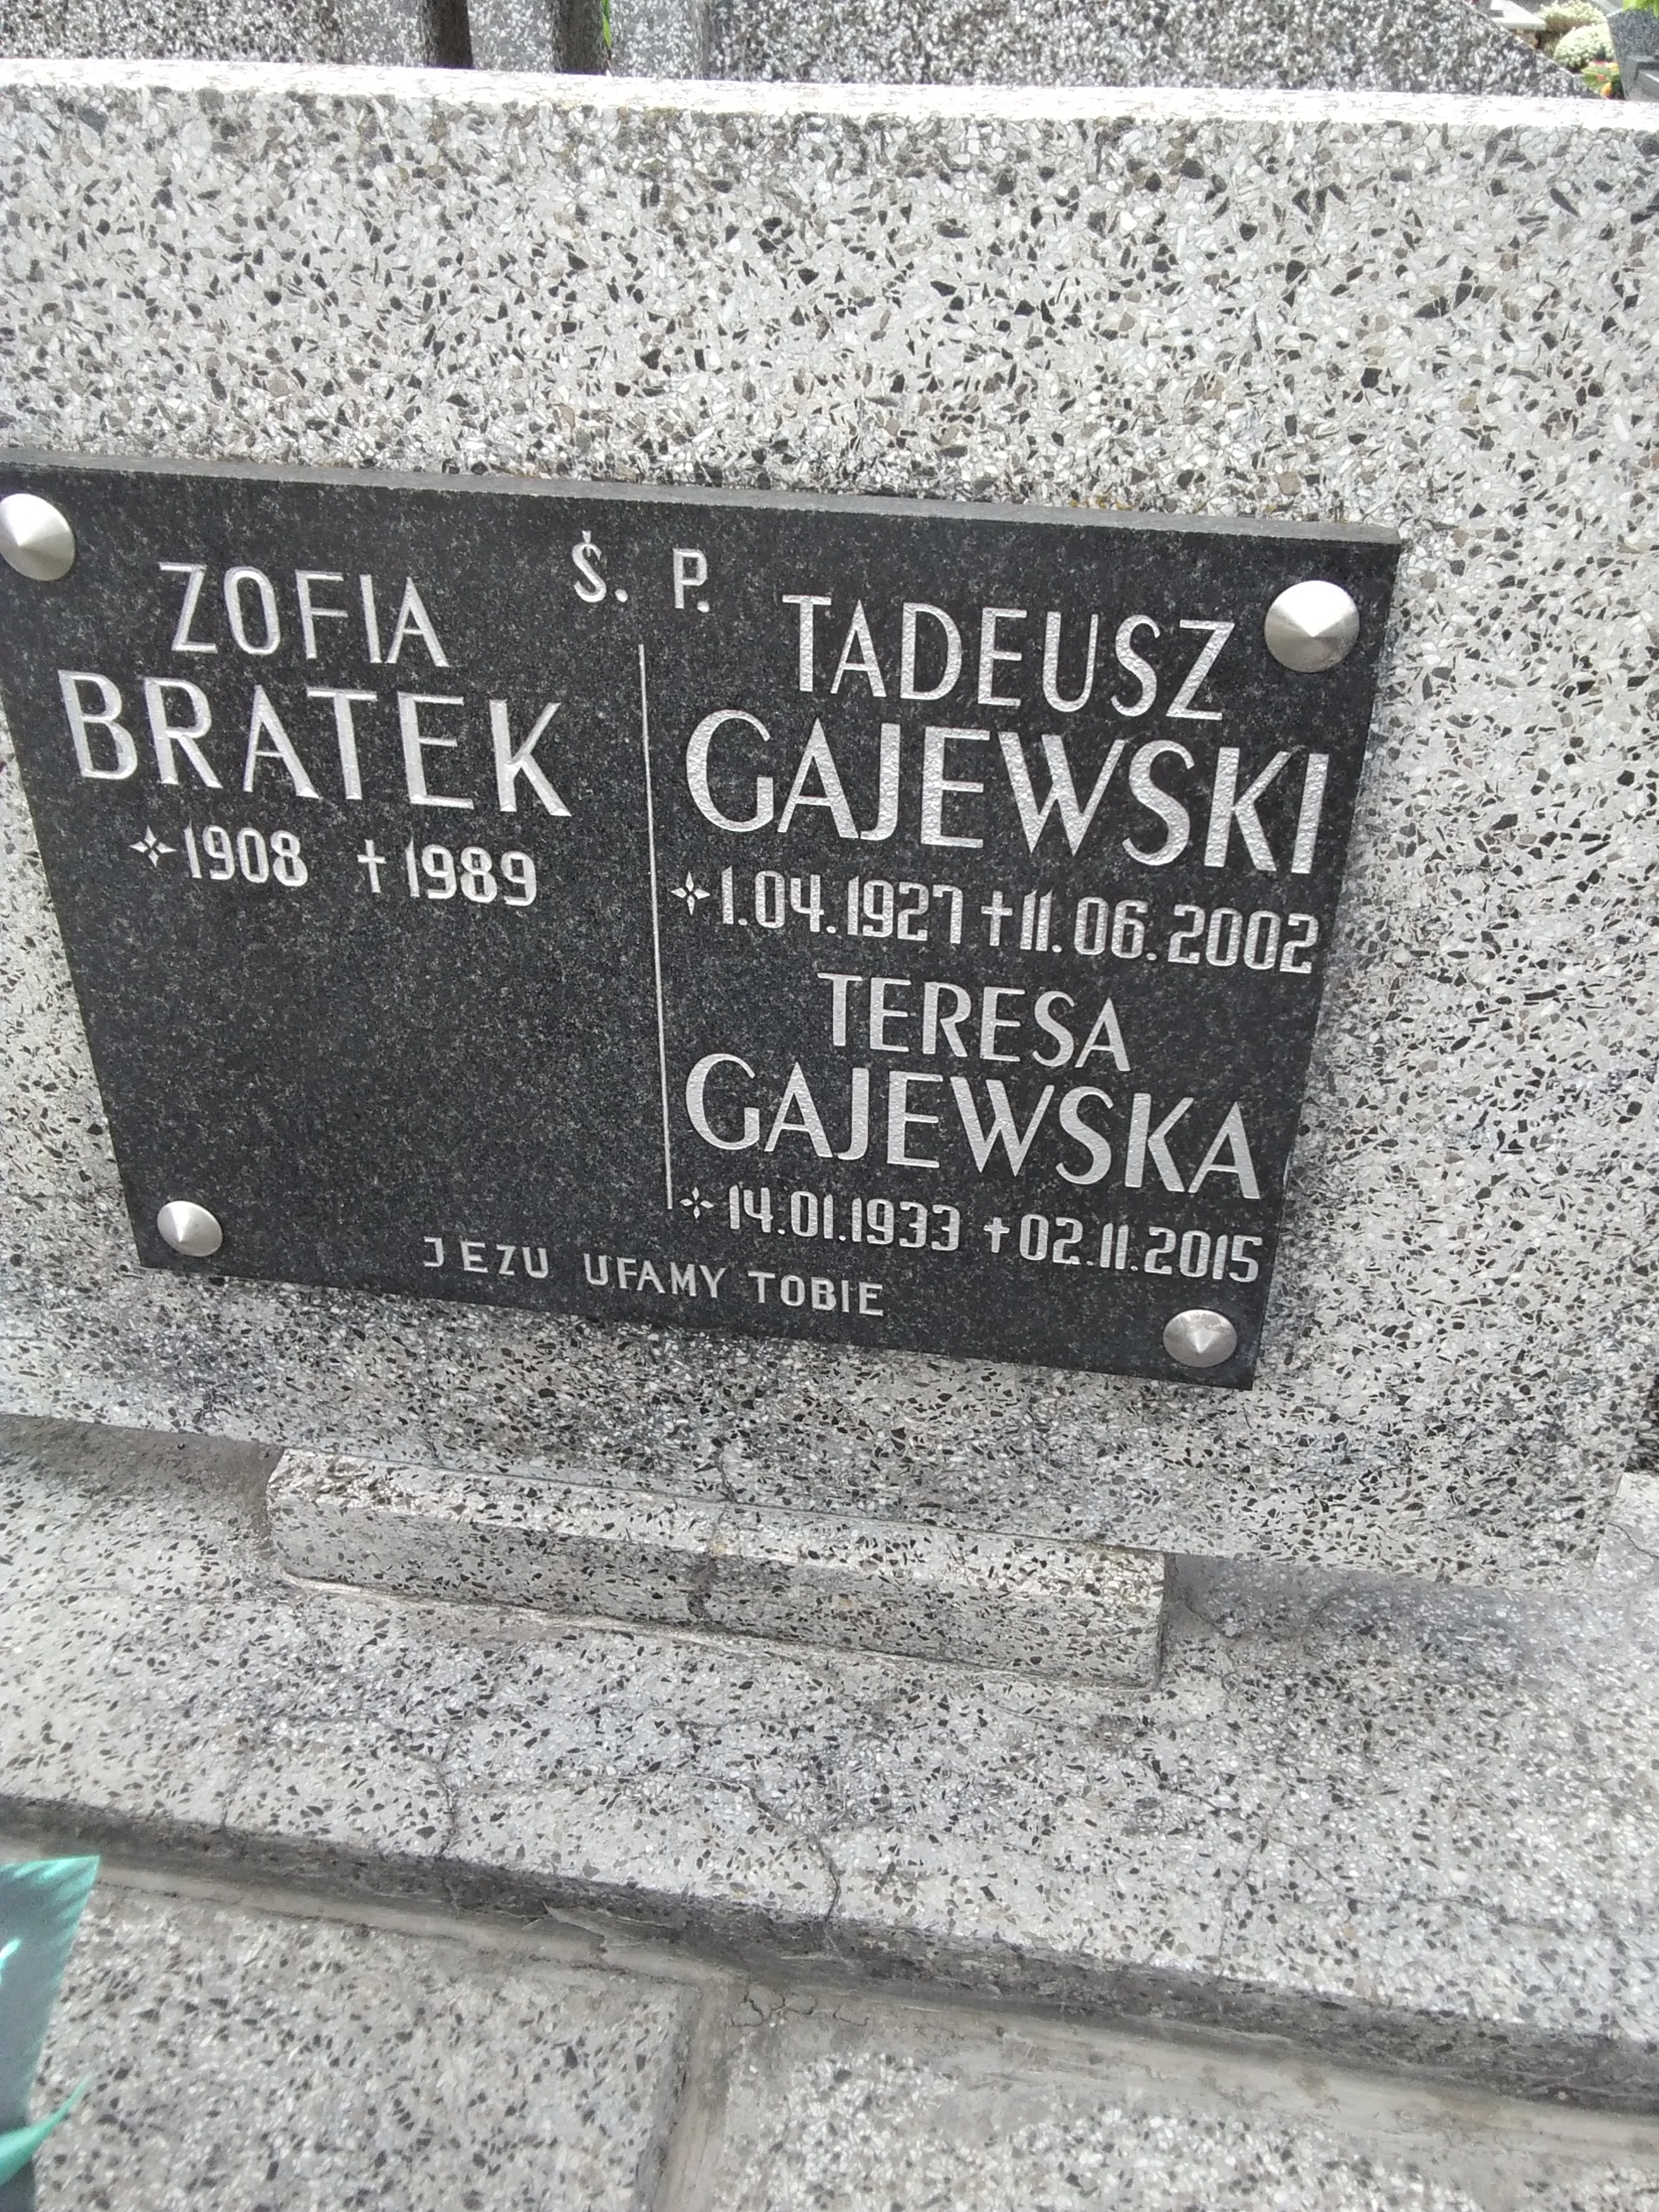 Ś. P.
ZOFIA
BRATEK
1908 †1989
TADEUSZ
GAJEWSKI
1.04.1927 †11.06.2002
TERESA
GAJEWSKA
14.01.1933 †02.11.2015
JEZU UFAMY TOBIE